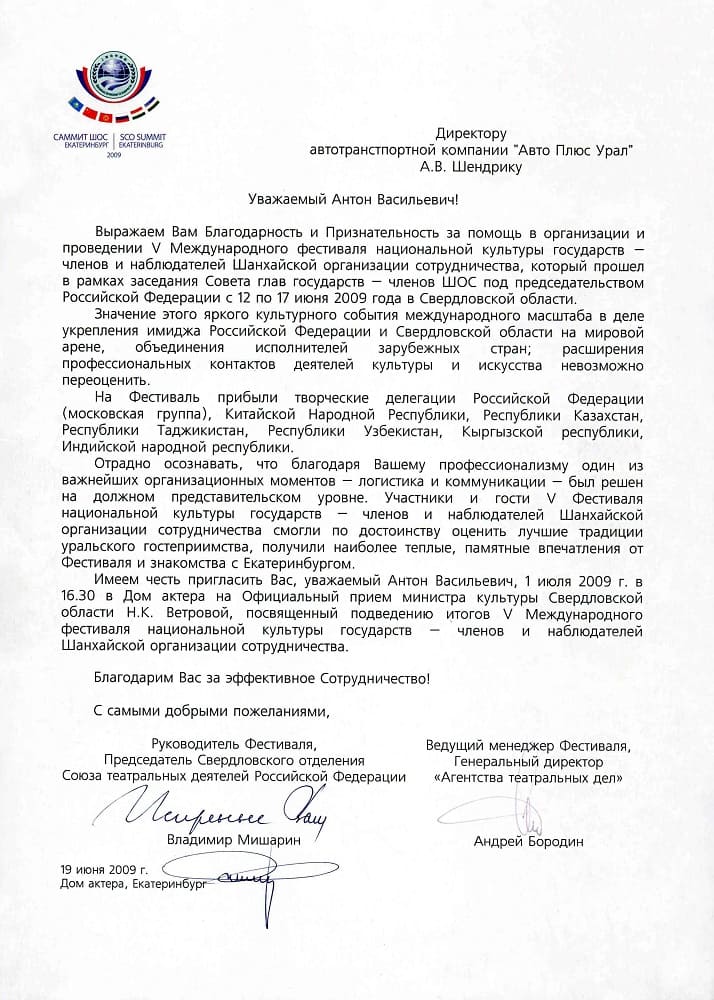 САММИТ ШОС | SCO SUMMIT
ЕКАТЕРИНБУРГ | EKATERINBURG
2009
Директору
автотранстпортной компании "Авто Плюс Урал"
А.В. Шендрику
Уважаемый Антон Васильевич!
Выражаем Вам Благодарность и Признательность за помощь в организации и
проведении V Международного фестиваля национальной культуры государств –
членов и наблюдателей Шанхайской организации сотрудничества, который прошел
в рамках заседания Совета глав государств – членов ШОС под председательством
Российской Федерации с 12 по 17 июня 2009 года в Свердловской области.
Значение этого яркого культурного события международного масштаба в деле
укрепления имиджа Российской Федерации и Свердловской области на мировой
арене, объединения исполнителей зарубежных стран; расширения
профессиональных контактов деятелей культуры и искусства невозможно
переоценить.
На Фестиваль прибыли творческие делегации Российской Федерации
(московская группа), Китайской Народной Республики, Республики Казахстан,
Республики Таджикистан, Республики Узбекистан, Кыргызской республики,
Индийской народной республики.
Отрадно осознавать, что благодаря Вашему профессионализму один из
важнейших организационных моментов – логистика и коммуникации – был решен
на должном представительском уровне. Участники и гости V Фестиваля
национальной культуры государств – членов и наблюдателей Шанхайской
организации сотрудничества смогли по достоинству оценить лучшие традиции
уральского гостеприимства, получили наиболее теплые, памятные впечатления от
Фестиваля и знакомства с Екатеринбургом.
Имеем честь пригласить Вас, уважаемый Антон Васильевич, 1 июля 2009 г. в
16.30 в Дом актера на Официальный прием министра культуры Свердловской
области Н.К. Ветровой, посвященный подведению итогов V Международного
фестиваля национальной культуры государств – членов и наблюдателей
Шанхайской организации сотрудничества.
Благодарим Вас за эффективное Сотрудничество!
С самыми добрыми пожеланиями,
Руководитель Фестиваля,
Председатель Свердловского отделения
Союза театральных деятелей Российской Федерации
Искренне Ваш
Владимир Мишарин
Ведущий менеджер Фестиваля,
Генеральный директор
«Агентства театральных дел»
Андрей Бородин
19 июня 2009 г.
Дом актера, Екатеринбург